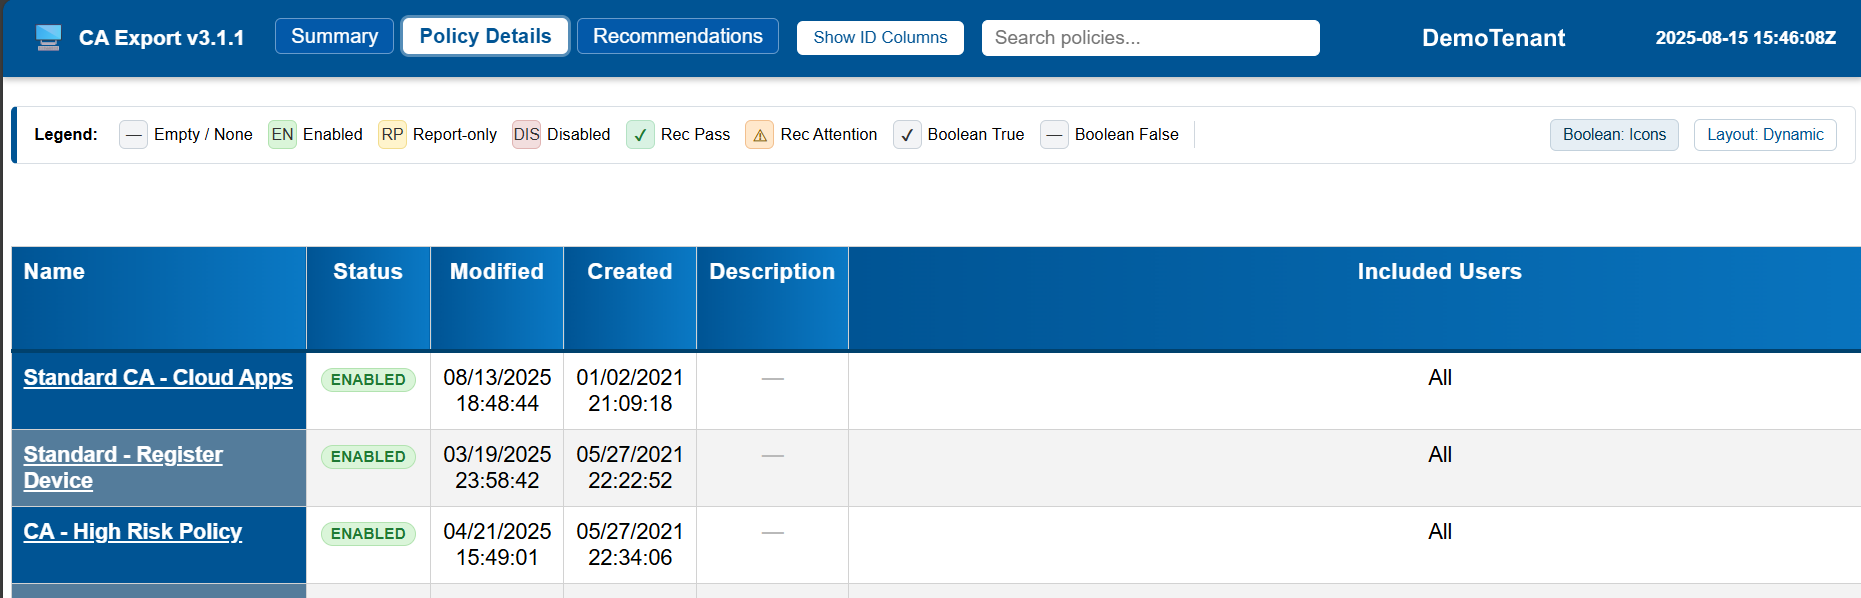 CA Export v3.1.1 Summary Policy Details Recommendations Show ID Columns Search policies... DemoTenant 2025-08-15 15:46:08Z
Legend: — Empty / None EN Enabled RP Report-only DIS Disabled ✓ Rec Pass ⚠ Rec Attention ✓ Boolean True — Boolean False Boolean: Icons Layout: Dynamic
Name Status Modified Created Description Included Users
Standard CA - Cloud Apps ENABLED 08/13/2025 01/02/2021 — All
18:48:44 21:09:18
Standard - Register ENABLED 03/19/2025 05/27/2021 — All
Device 23:58:42 22:22:52
CA - High Risk Policy ENABLED 04/21/2025 05/27/2021 — All
15:49:01 22:34:06